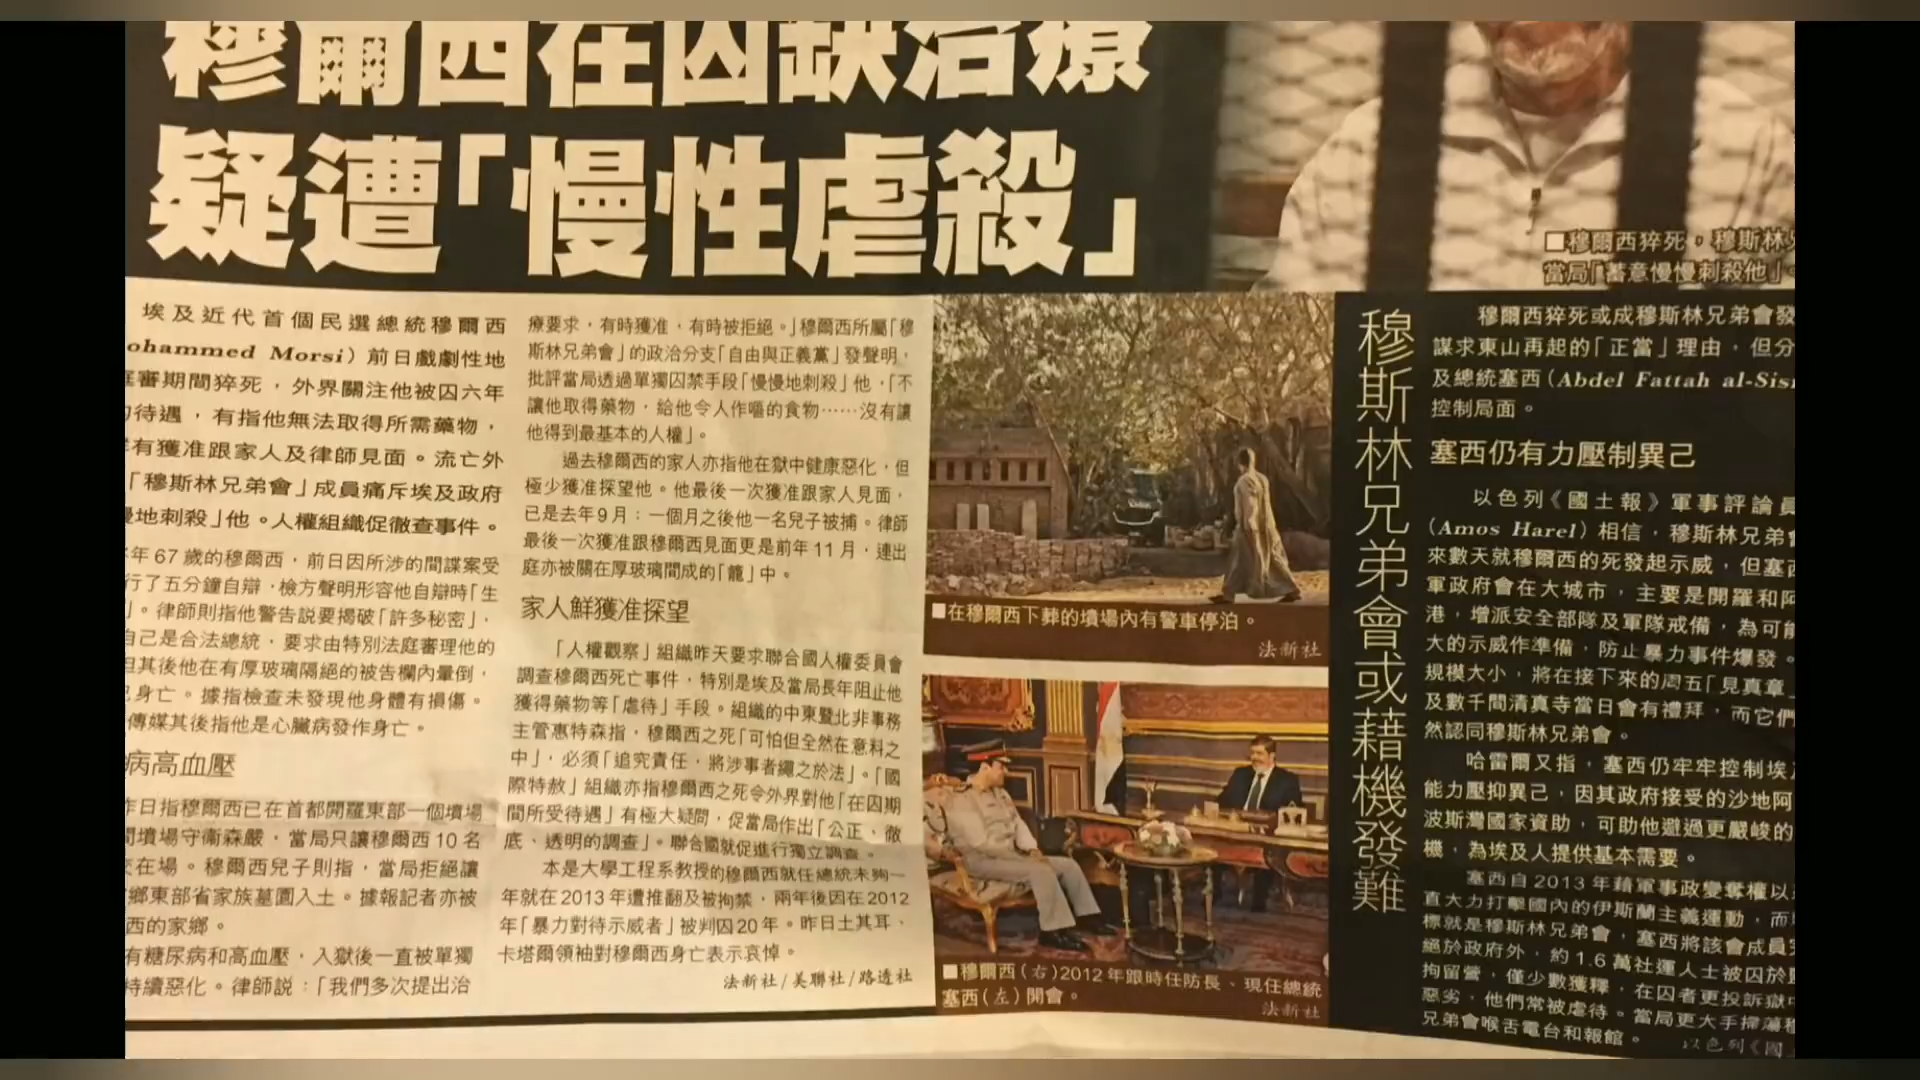 穆爾西在囚缺治療
疑遭「慢性虐殺」
■穆爾西猝死，穆斯林
當局「蓄意慢慢刺殺他」。
埃及近代首個民選總統穆爾西
ohammed Morsi）前日戲劇性地
審期間猝死，外界關注他被囚六年
待遇，有指他無法取得所需藥物，
有獲准跟家人及律師見面。流亡外
「穆斯林兄弟會」成員痛斥埃及政府
地刺殺」他。人權組織促徹查事件。
年67歲的穆爾西，前日因所涉的間諜案受
行了五分鐘自辯，檢方聲明形容他自辯時「生
」。律師則指他警告說要揭破「許多秘密」，
自己是合法總統，要求由特別法庭審理他的
但其後他在有厚玻璃隔絕的被告欄內暈倒，
身亡。據指檢查未發現他身體有損傷。
傳媒其後指他是心臟病發作身亡。
病高血壓
昨日指穆爾西已在首都開羅東部一個墳場
墳場守衞森嚴，當局只讓穆爾西10名
在場。穆爾西兒子則指，當局拒絕讓
鄉東部省家族墓園入土。據報記者亦被
西的家鄉。
有糖尿病和高血壓，入獄後一直被單獨
持續惡化。律師說：「我們多次提出治
療要求，有時獲准，有時被拒絕。」穆爾西所屬「穆
斯林兄弟會」的政治分支「自由與正義黨」發聲明，
批評當局透過單獨囚禁手段「慢慢地刺殺」他，「不
讓他取得藥物，給他令人作嘔的食物……沒有讓
他得到最基本的人權」。
過去穆爾西的家人亦指他在獄中健康惡化，但
極少獲准探望他。他最後一次獲准跟家人見面，
已是去年9月；一個月之後他一名兒子被捕。律師
最後一次獲准跟穆爾西見面更是前年11月，連出
庭亦被關在厚玻璃間成的「籠」中。
家人鮮獲准探望
「人權觀察」組織昨天要求聯合國人權委員會
調查穆爾西死亡事件，特別是埃及當局長年阻止他
獲得藥物等「虐待」手段。組織的中東暨北非事務
主管惠特森指，穆爾西之死「可怕但全然在意料之
中」，必須「追究責任，將涉事者繩之於法」。「國
際特赦」組織亦指穆爾西之死令外界對他「在囚期
間所受待遇」有極大疑問，促當局作出「公正、徹
底、透明的調查」。聯合國就促進行獨立調查。
本是大學工程系教授的穆爾西就任總統未夠一
年就在2013年遭推翻及被拘禁，兩年後因在2012
年「暴力對待示威者」被判囚20年。昨日土其耳、
卡塔爾領袖對穆爾西身亡表示哀悼。
法新社/美聯社/路透社
■在穆爾西下葬的墳場內有警車停泊。
法新社
■穆爾西（右）2012年跟時任防長、現任總統
塞西（左）開會。
法新社
穆斯林兄弟會或藉機發難
穆爾西猝死或成穆斯林兄弟會發
謀求東山再起的「正當」理由，但分
及總統塞西（Abdel Fattah al-Sisi
控制局面。
塞西仍有力壓制異己
以色列《國土報》軍事評論員
（Amos Harel）相信，穆斯林兄弟會
來數天就穆爾西的死發起示威，但塞西
軍政府會在大城市，主要是開羅和阿
港，增派安全部隊及軍隊戒備，為可能
大的示威作準備，防止暴力事件爆發。
規模大小，將在接下來的周五「見真章」
及數千間清真寺當日會有禮拜，而它們
然認同穆斯林兄弟會。
哈雷爾又指，塞西仍牢牢控制埃及
能力壓抑異己，因其政府接受的沙地阿
波斯灣國家資助，可助他避過更嚴峻的
機，為埃及人提供基本需要。
塞西自2013年藉軍事政變奪權以
直大力打擊國內的伊斯蘭主義運動，而
標就是穆斯林兄弟會，塞西將該會成員
絕於政府外，約1.6萬社運人士被囚於
拘留營，僅少數獲釋，在囚者更投訴獄中
惡劣，他們常被虐待。當局更大手掃蕩穆
兄弟會喉舌電台和報館。
以色列《國